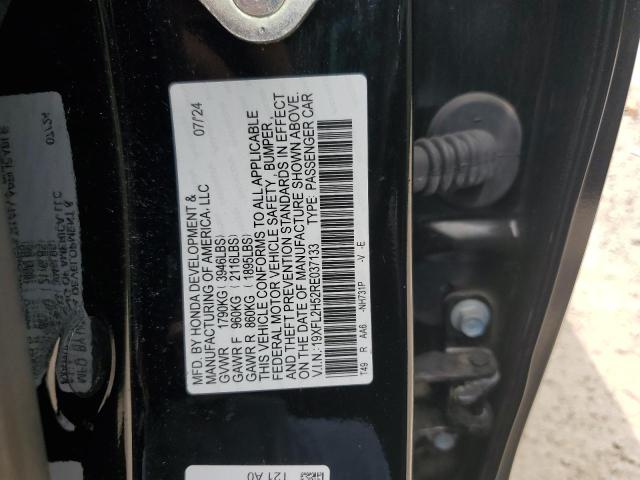 MFD. BY HONDA DEVELOPMENT &
MANUFACTURING OF AMERICA, LLC 07/24
GVWR 1790KG( 3946LBS)
GAWR F 960KG ( 2116LBS)
GAWR R 860KG ( 1895LBS)
THIS VEHICLE CONFORMS TO ALL APPLICABLE
FEDERAL MOTOR VEHICLE SAFETY, BUMPER,
AND THEFT PREVENTION STANDARDS IN EFFECT
ON THE DATE OF MANUFACTURE SHOWN ABOVE.
V.I.N.: 19XFL2H52RE037133 TYPE: PASSENGER CAR
T49 R AA6 -NH731P -V -E
T21 A0